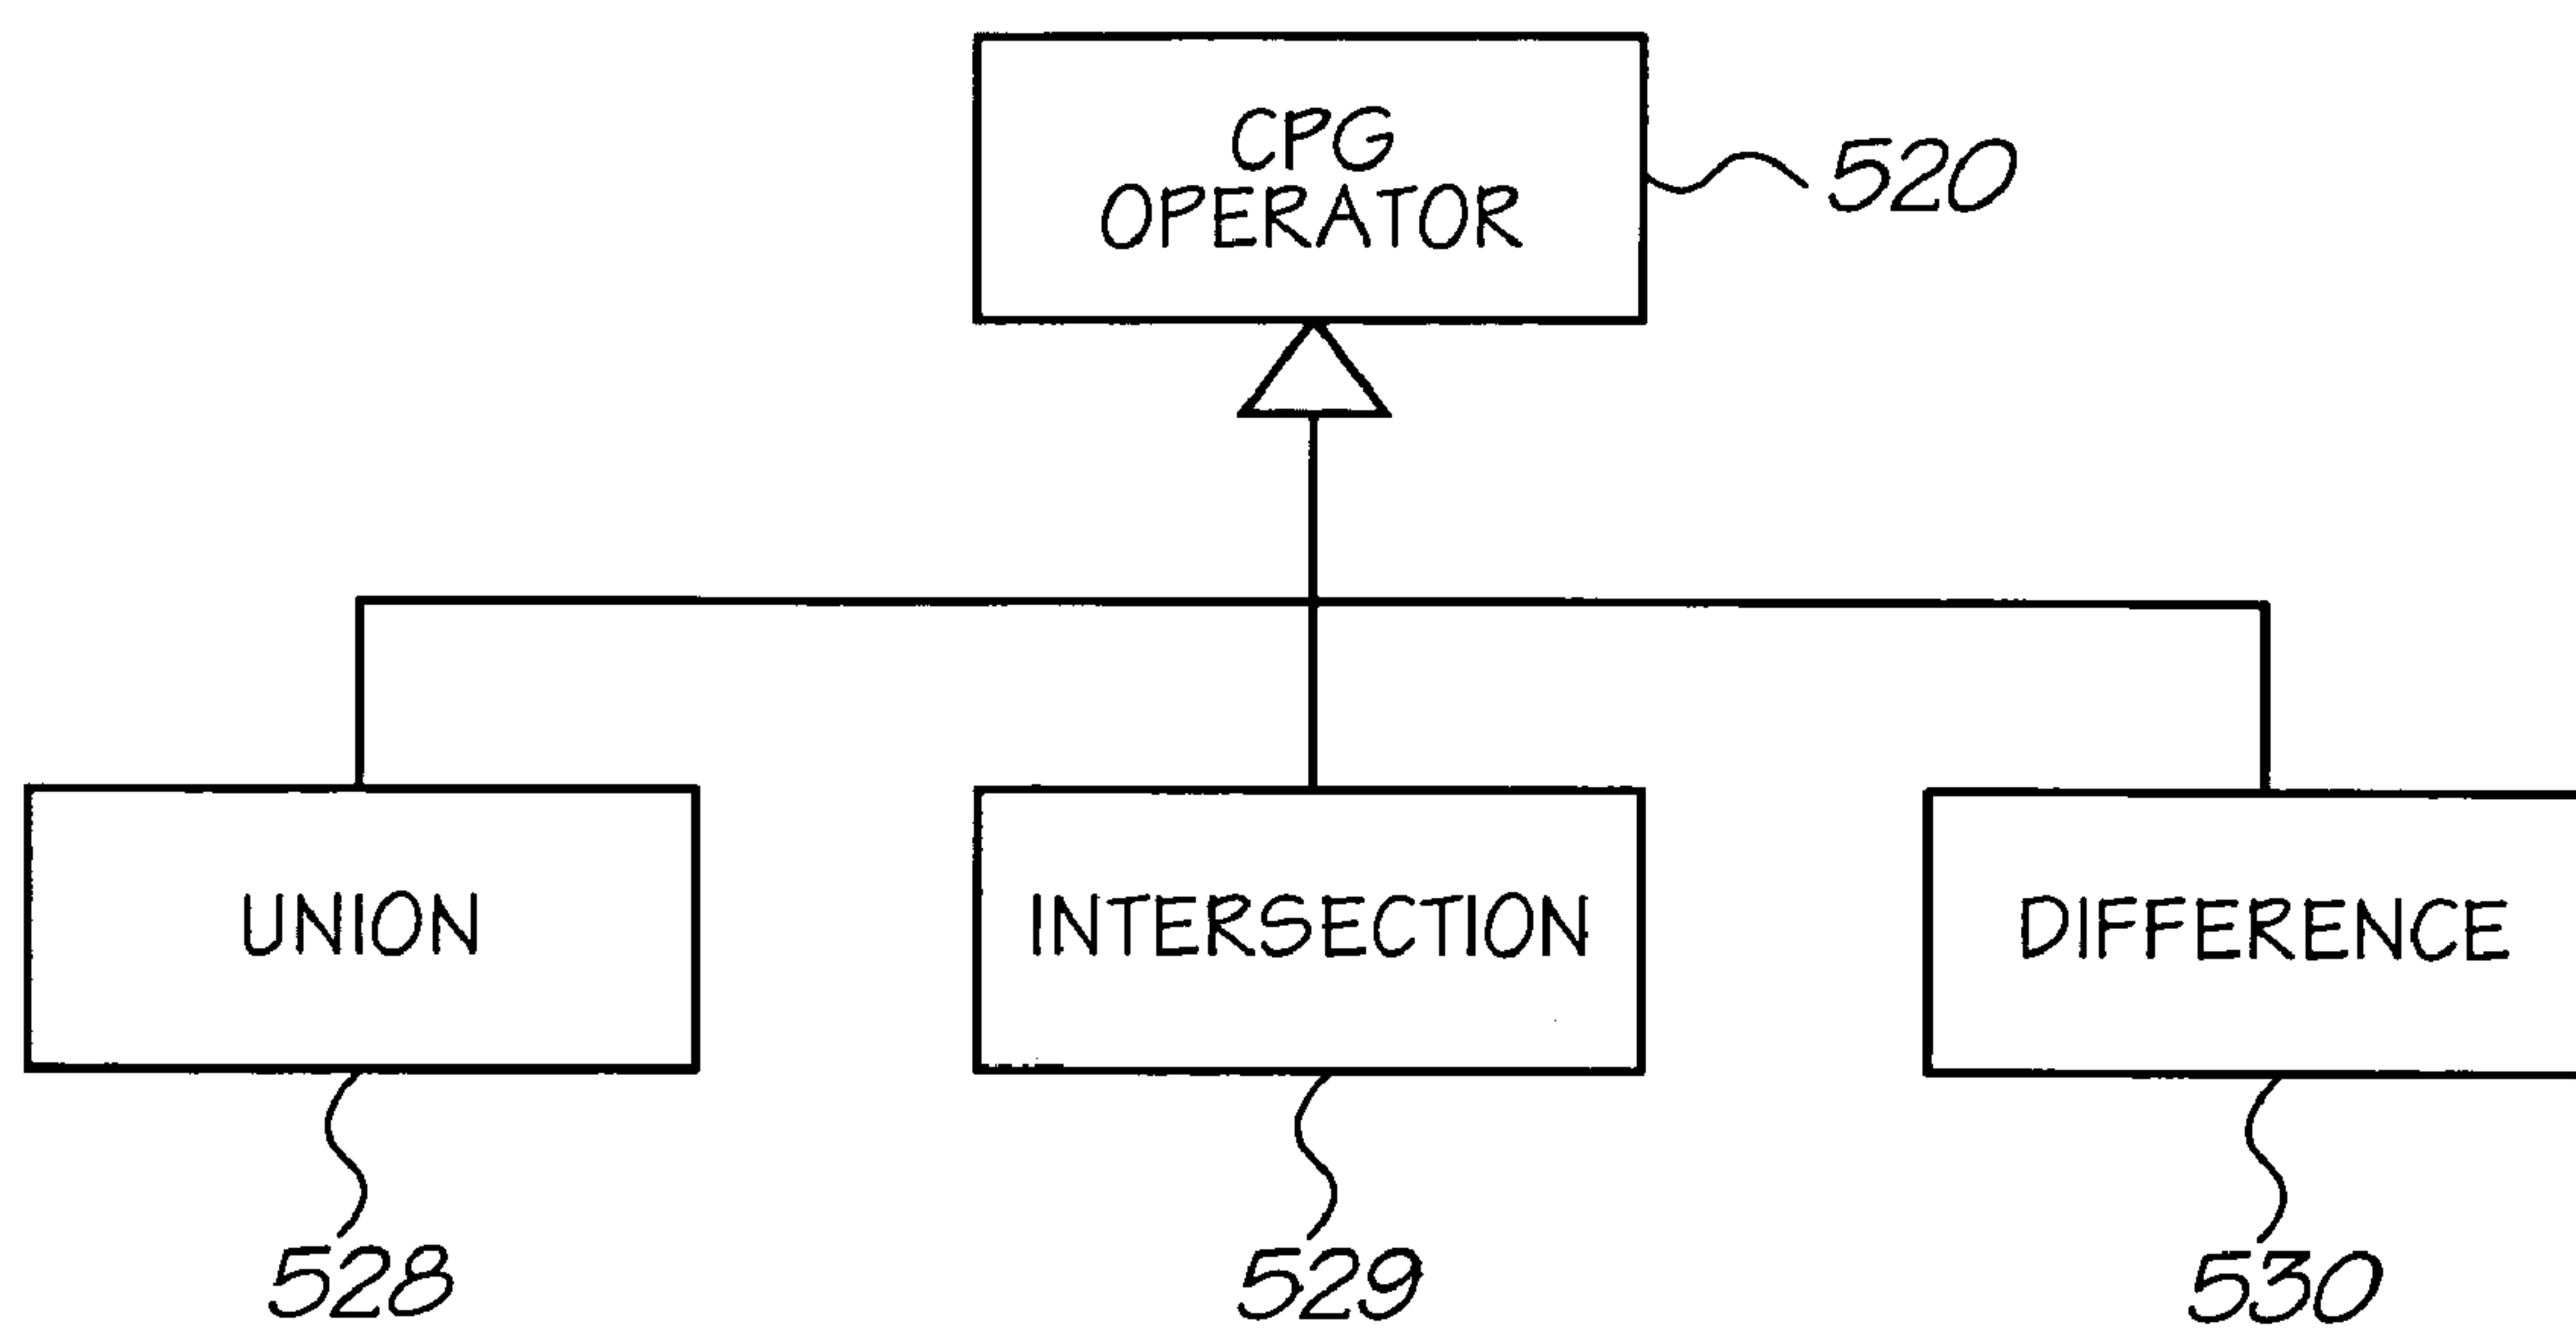 CPG
OPERATOR
520
UNION
INTERSECTION
DIFFERENCE
528
529
530